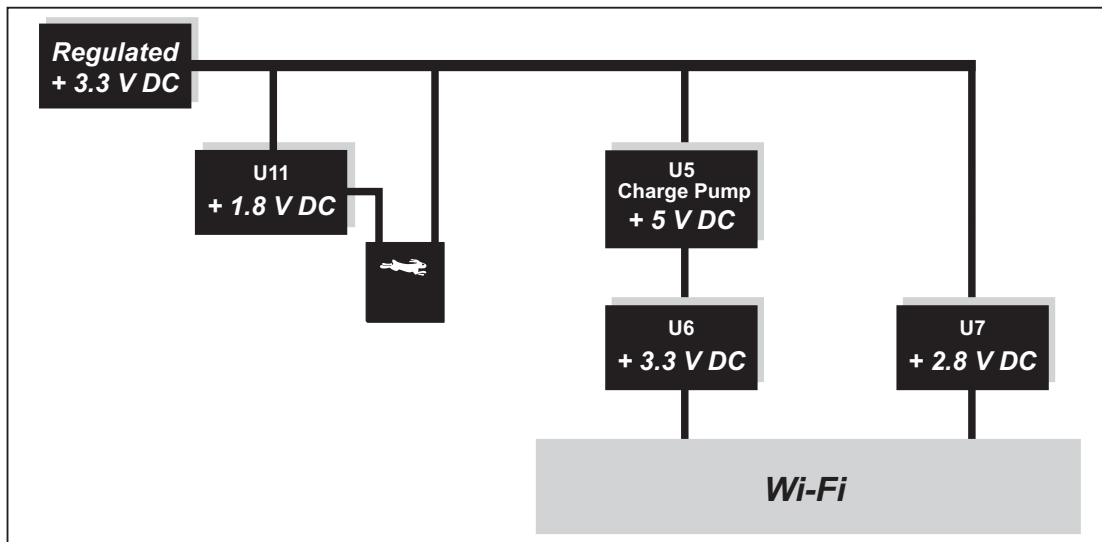 Regulated
+ 3.3 V DC
U11
+ 1.8 V DC
U5
Charge Pump
+ 5 V DC
U6
+ 3.3 V DC
U7
+ 2.8 V DC
Wi-Fi